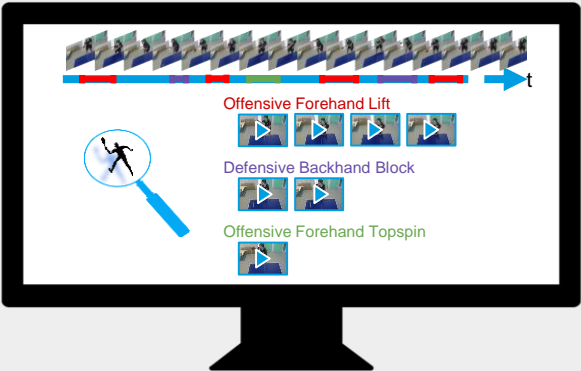 t
Offensive Forehand Lift
Defensive Backhand Block
Offensive Forehand Topspin